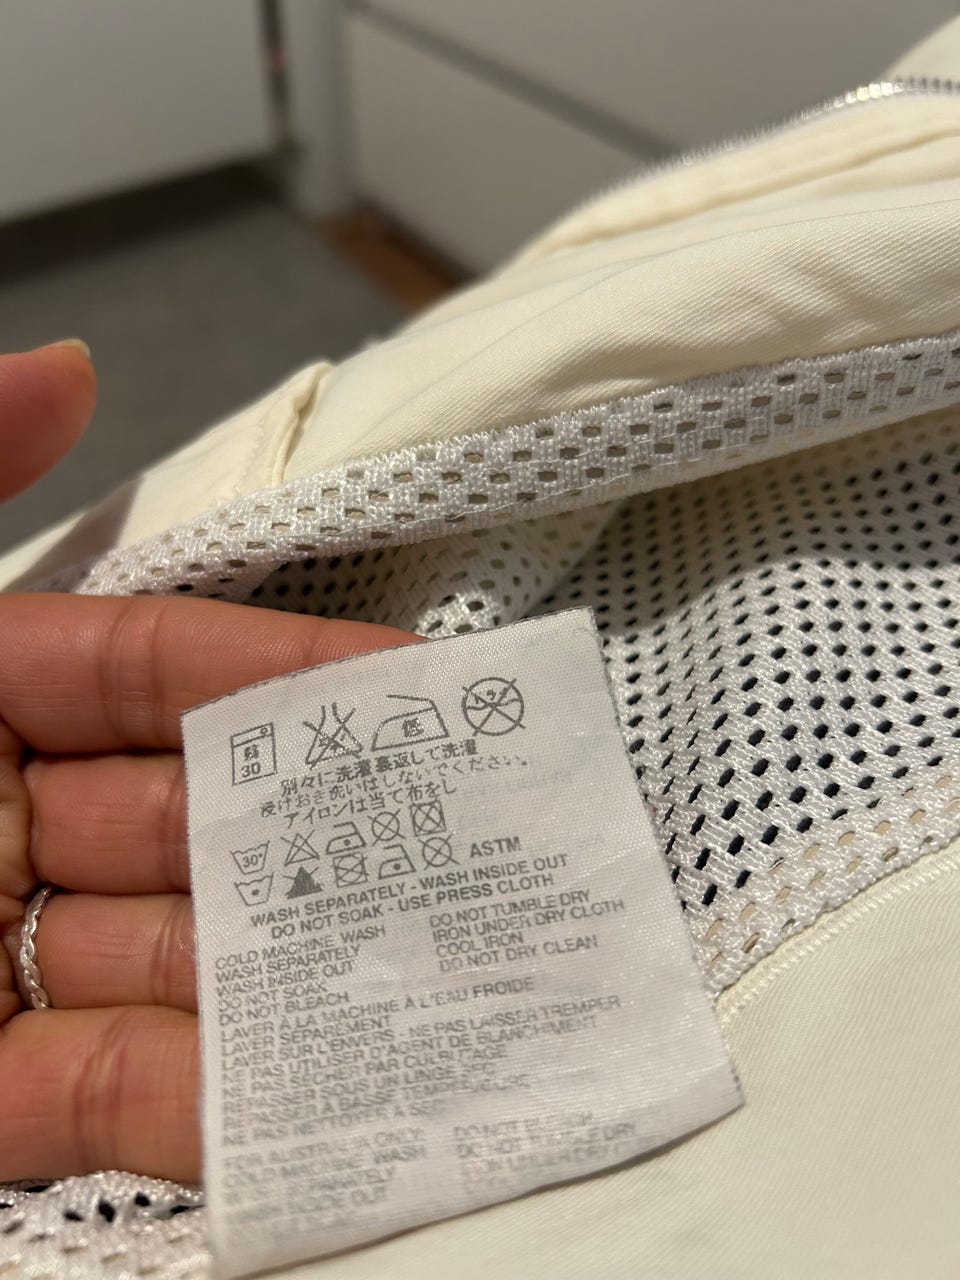 弱
30
低
別々に洗濯裏返して洗濯
浸けおき洗いはしないでください。
アイロンは当て布をし
30°
ASTM
WASH SEPARATELY - WASH INSIDE OUT
DO NOT SOAK - USE PRESS CLOTH
COLD MACHINE WASH
WASH SEPARATELY
WASH INSIDE OUT
DO NOT SOAK
DO NOT BLEACH
DO NOT TUMBLE DRY
IRON UNDER DRY CLOTH
COOL IRON
DO NOT DRY CLEAN
LAVER À LA MACHINE À L'EAU FROIDE
LAVER SÉPARÉMENT
LAVER SUR L'ENVERS - NE PAS LAISSER TREMPER
NE PAS UTILISER D'AGENT DE BLANCHIMENT
NE PAS SÉCHER PAR CULBUTAGE
REPASSER SOUS UN LINGE SEC
REPASSER À BASSE TEMPÉRATURE
NE PAS NETTOYER À SEC
FOR AUSTRALIA ONLY:
COLD MACHINE WASH
WASH SEPARATELY
WASH INSIDE OUT
DO NOT BLEACH
DO NOT TUMBLE DRY
IRON UNDER DRY
COOL